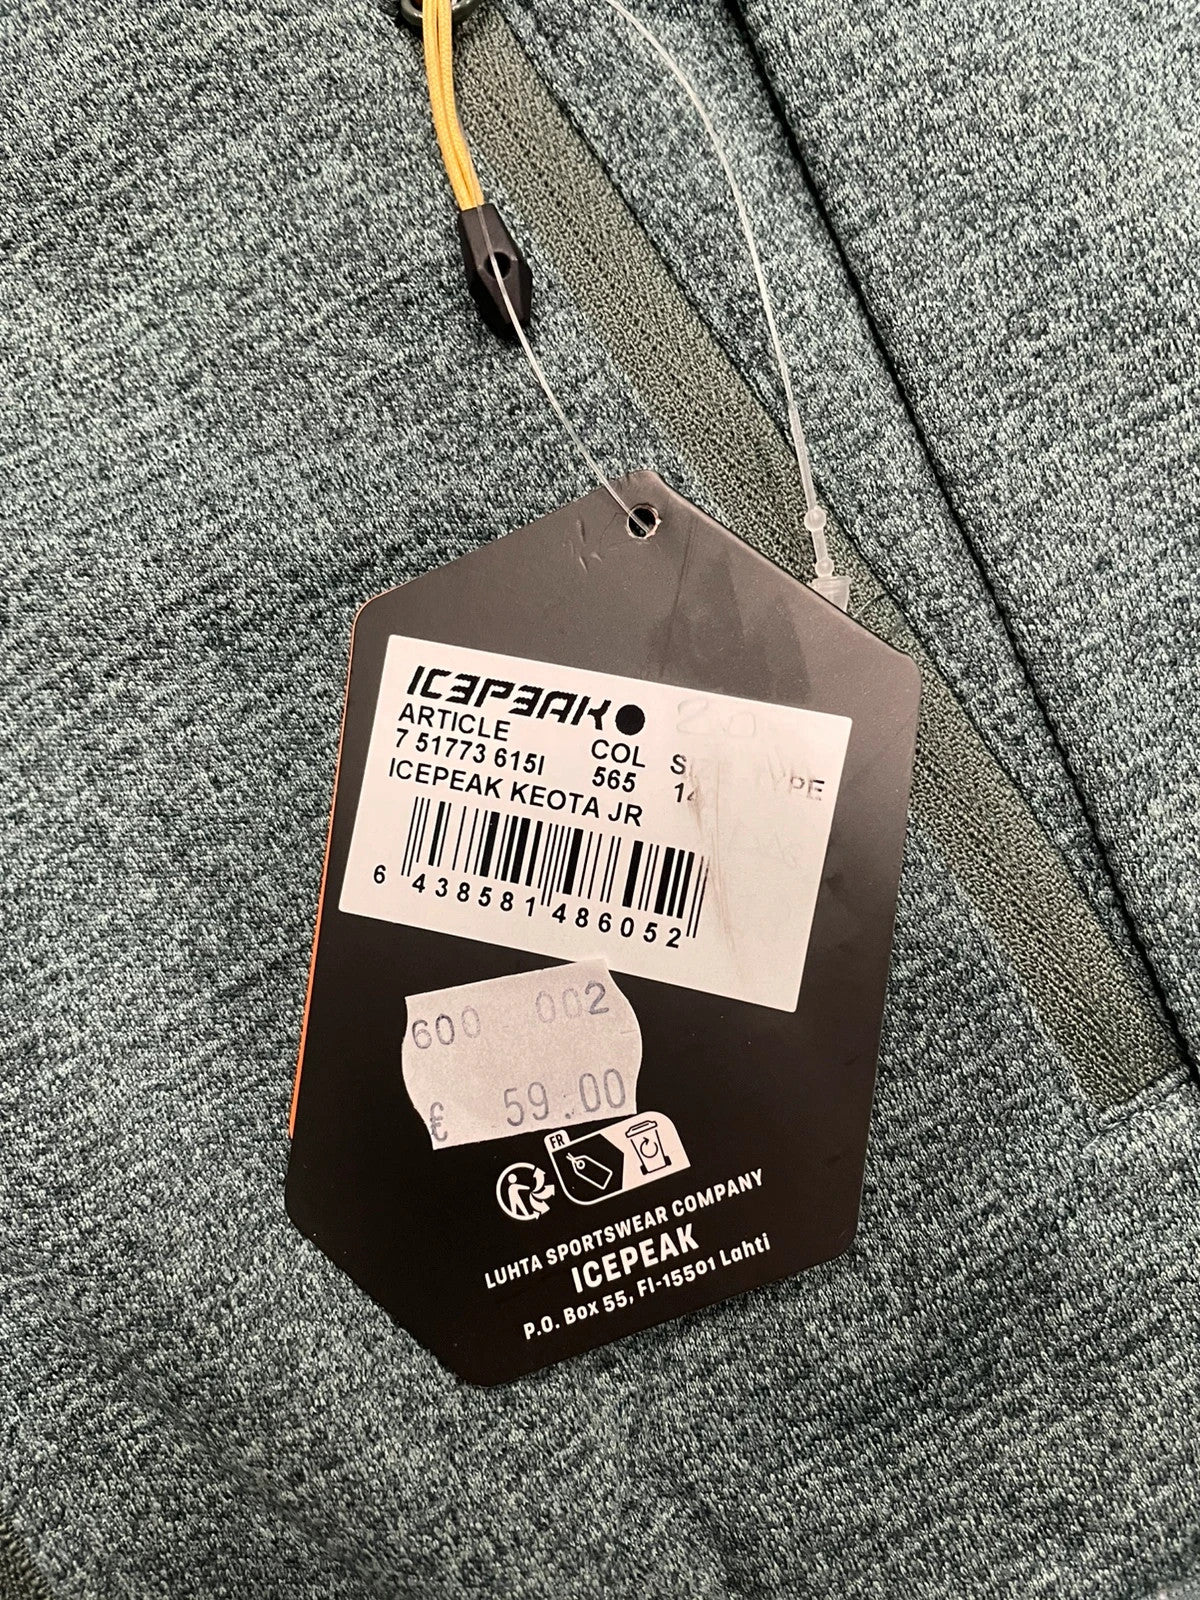 ICEPEAK
ARTICLE COL
7 51773 615I 565
ICEPEAK KEOTA JR
6 438581 486052
600 002
€ 59.00
FR
LUHTA SPORTSWEAR COMPANY
ICEPEAK
P.O. Box 55, FI-15501 Lahti